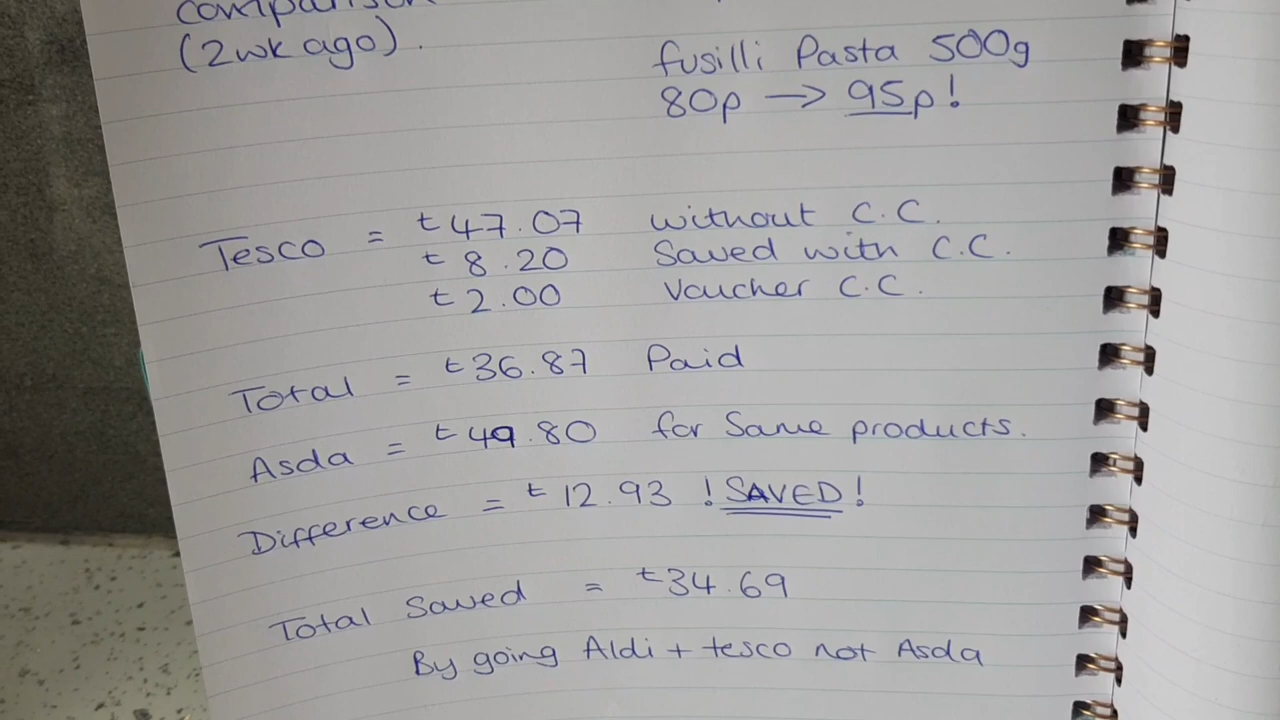 comparison
(2wk ago).
fusilli Pasta 500g
80p → 95p!
Tesco = £47.07 without C.C.
£8.20 Saved with C.C.
£2.00 Voucher C.C.
Total = £36.87 Paid
Asda = £49.80 for Same products.
Difference = £12.93 !SAVED!
Total Saved = £34.69
By going Aldi + tesco not Asda